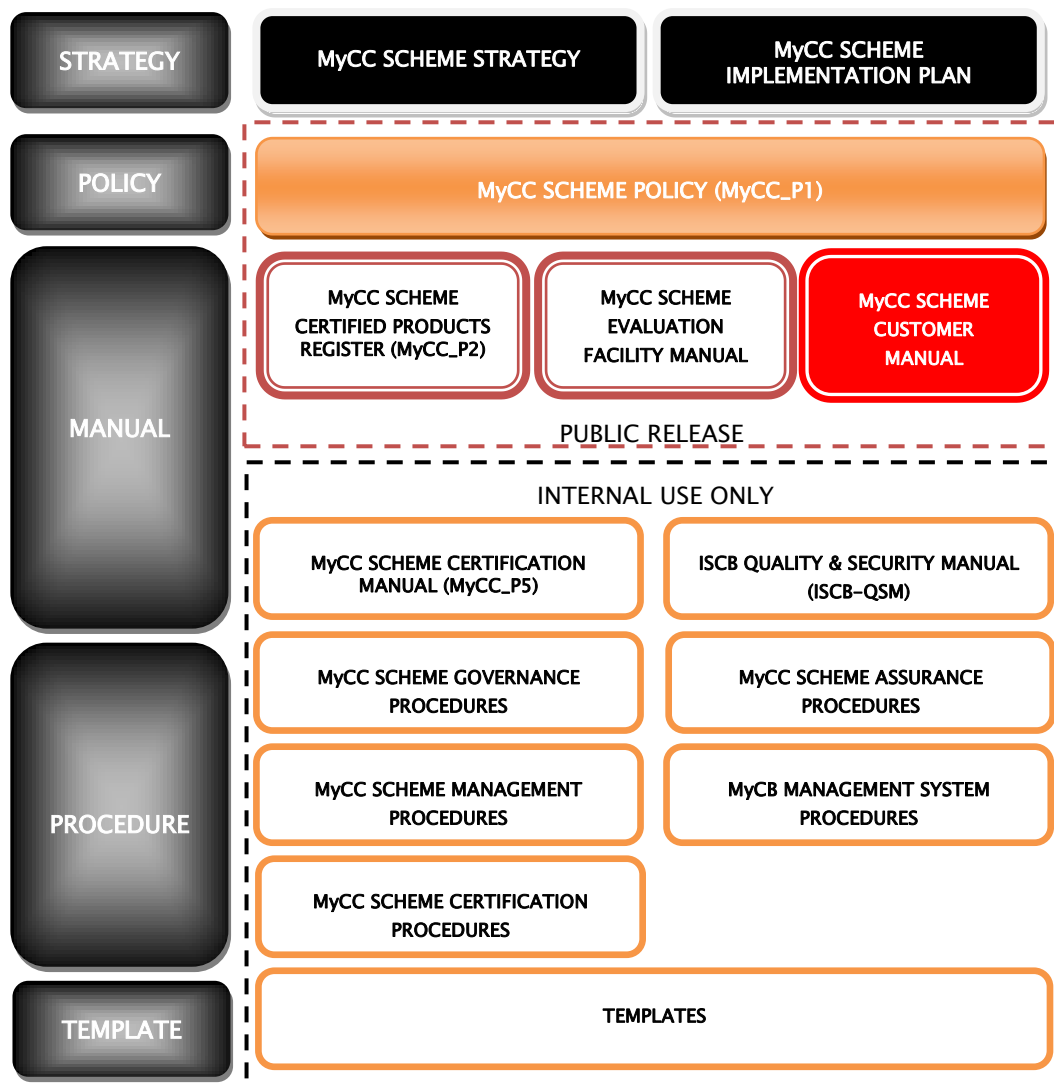 STRATEGY
MyCC SCHEME STRATEGY
MyCC SCHEME
IMPLEMENTATION PLAN
POLICY
MyCC SCHEME POLICY (MyCC_P1)
MANUAL
MyCC SCHEME
CERTIFIED PRODUCTS
REGISTER (MyCC_P2)
MyCC SCHEME
EVALUATION
FACILITY MANUAL
MyCC SCHEME
CUSTOMER
MANUAL
PUBLIC RELEASE
INTERNAL USE ONLY
MyCC SCHEME CERTIFICATION
MANUAL (MyCC_P5)
ISCB QUALITY & SECURITY MANUAL
(ISCB-QSM)
PROCEDURE
MyCC SCHEME GOVERNANCE
PROCEDURES
MyCC SCHEME ASSURANCE
PROCEDURES
MyCC SCHEME MANAGEMENT
PROCEDURES
MyCB MANAGEMENT SYSTEM
PROCEDURES
MyCC SCHEME CERTIFICATION
PROCEDURES
TEMPLATE
TEMPLATES